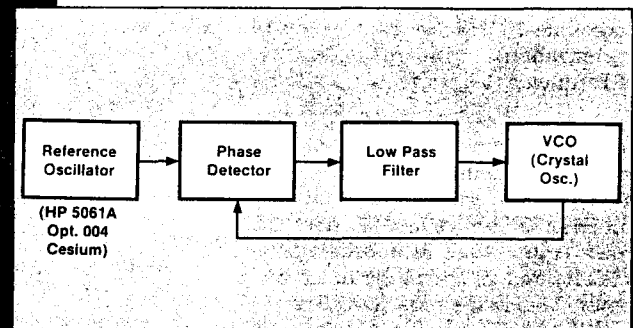 Reference
Oscillator
(HP 5061A
Opt. 004
Cesium)
Phase
Detector
Low Pass
Filter
VCO
(Crystal
Osc.)